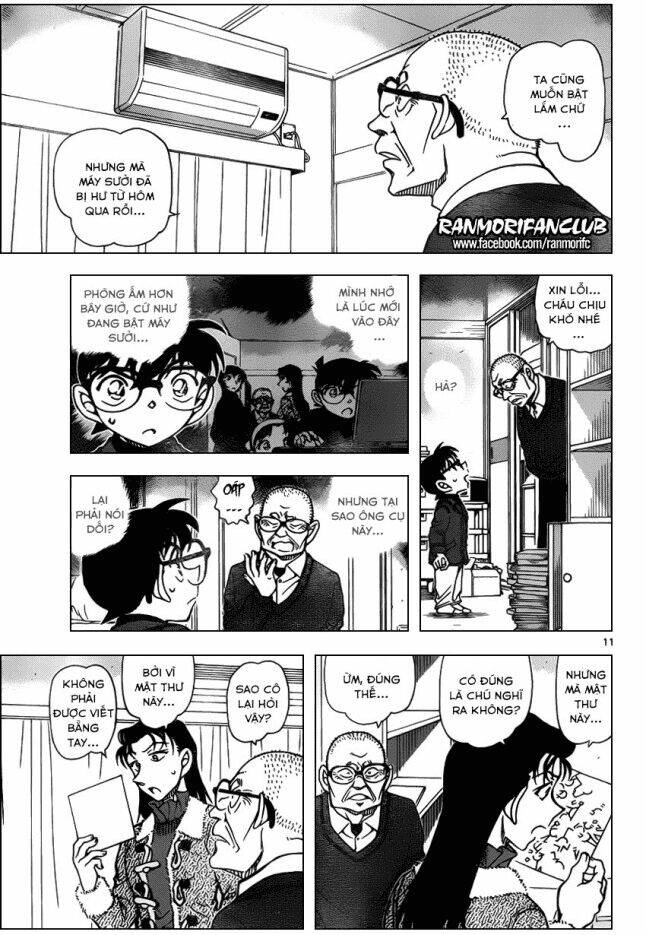 TA CŨNG
MUỐN BẬT
LẮM CHỨ
...
NHƯNG MÀ
MÁY SƯỞI ĐÃ
BỊ HƯ TỪ HÔM
QUA RỒI...
RANMORIFANCLUB
www.facebook.com/ranmorifc
XIN LỖI...
CHÁU CHỊU
KHÓ NHÉ
...
HẢ?
MÌNH NHỚ
LÀ LÚC MỚI
VÀO ĐÂY
...
PHÒNG ẤM HƠN
BÂY GIỜ, CỨ NHƯ
ĐANG BẬT MÁY
SƯỞI...
NHƯNG TẠI
SAO ÔNG CỤ
NÀY...
OÁP
...
LẠI
PHẢI NÓI
DỐI?
11
NHƯNG
MÀ MẬT
THƯ
NÀY...
CÓ ĐÚNG
LÀ CHÚ NGHĨ
RA KHÔNG?
ỪM, ĐÚNG
THẾ...
SAO CÔ
LẠI HỎI
VẬY?
BỞI VÌ
MẬT THƯ
NÀY...
KHÔNG
PHẢI
ĐƯỢC VIẾT
BẰNG
TAY...